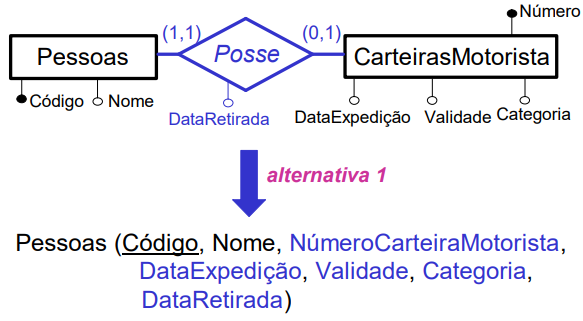 Número
(1,1)
(0,1)
Pessoas
Posse
CarteirasMotorista
Código
Nome
DataRetirada
DataExpedição
Validade
Categoria
alternativa 1
Pessoas (Código, Nome, NúmeroCarteiraMotorista,
DataExpedição, Validade, Categoria,
DataRetirada)